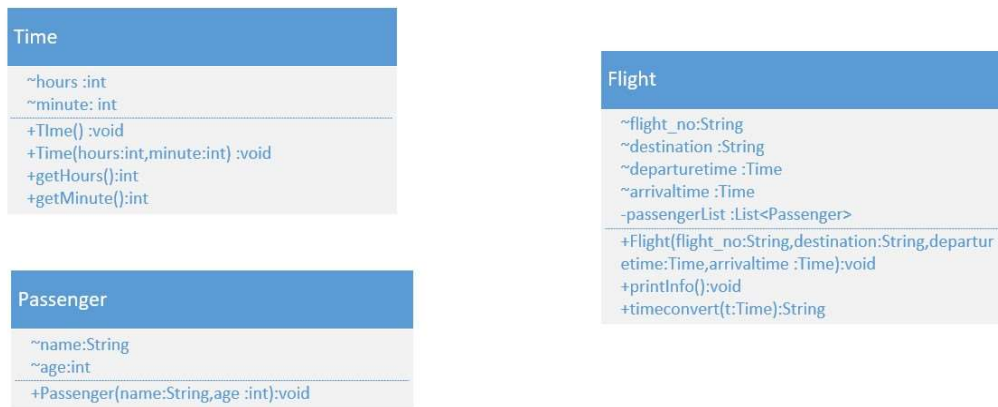 Time
~hours :int
~minute: int
+TIme() :void
+Time(hours:int,minute:int) :void
+getHours():int
+getMinute():int
Passenger
~name:String
~age:int
+Passenger(name:String,age :int):void
Flight
~flight_no:String
~destination :String
~departuretime :Time
~arrivaltime :Time
-passengerList :List<Passenger>
+Flight(flight_no:String,destination:String,departur
etime:Time,arrivaltime :Time):void
+printInfo():void
+timeconvert(t:Time):String